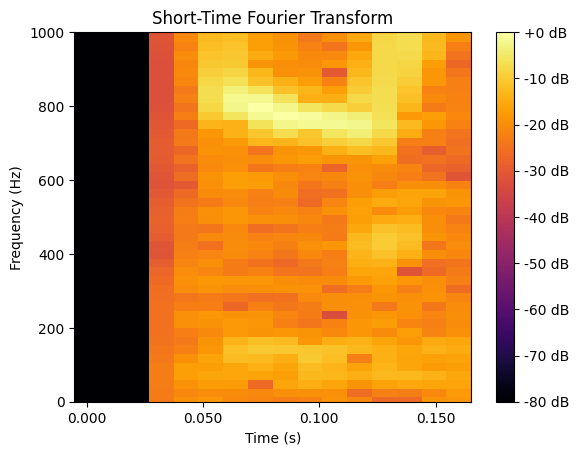 Short-Time Fourier Transform
1000
800
600
400
200
0
Frequency (Hz)
0.000
0.050
0.100
0.150
Time (s)
+0 dB
-10 dB
-20 dB
-30 dB
-40 dB
-50 dB
-60 dB
-70 dB
-80 dB